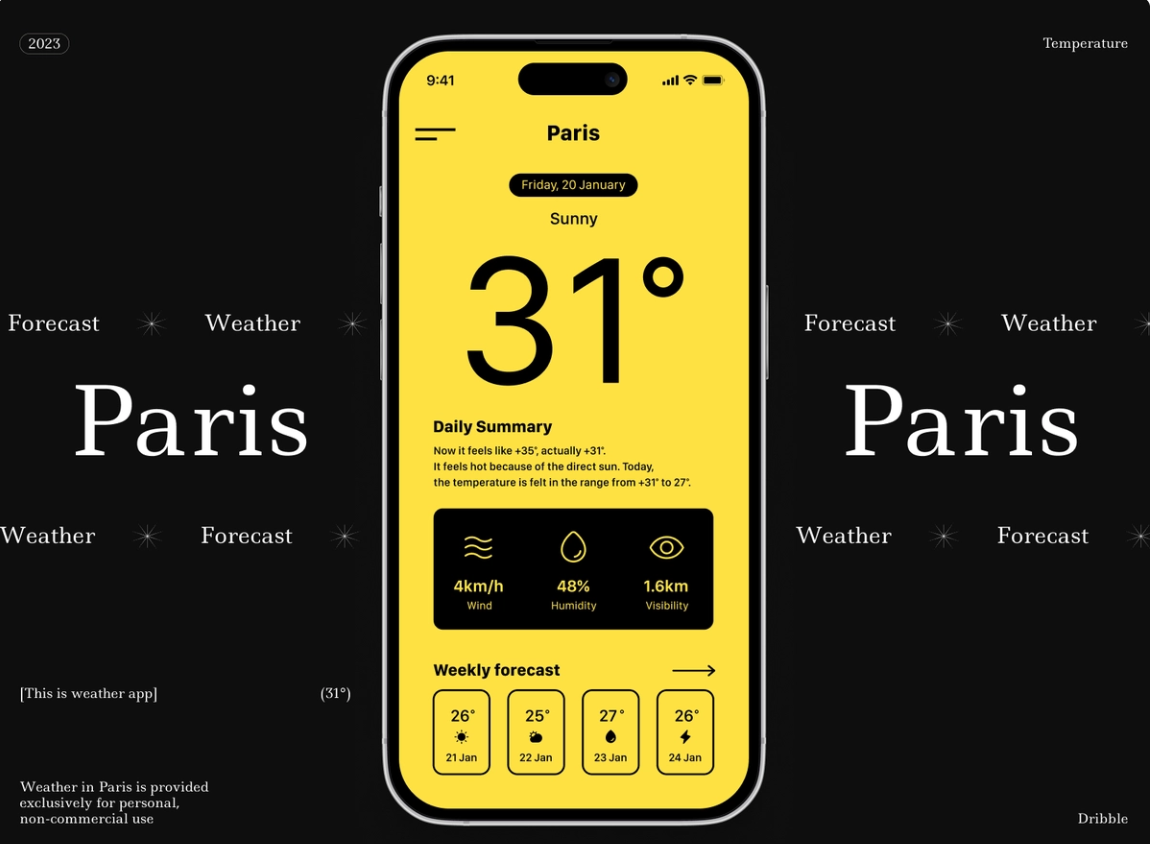 2023
Temperature
9:41
Paris
Friday, 20 January
Sunny
31°
Forecast Weather
Forecast Weather
Paris
Paris
Weather Forecast
Weather Forecast
Daily Summary
Now it feels like +35°, actually +31°.
It feels hot because of the direct sun. Today,
the temperature is felt in the range from +31° to 27°.
4km/h 48% 1.6km
Wind Humidity Visibility
Weekly forecast
26° 25° 27° 26°
21 Jan 22 Jan 23 Jan 24 Jan
[This is weather app] (31°)
Weather in Paris is provided
exclusively for personal,
non-commercial use
Dribble